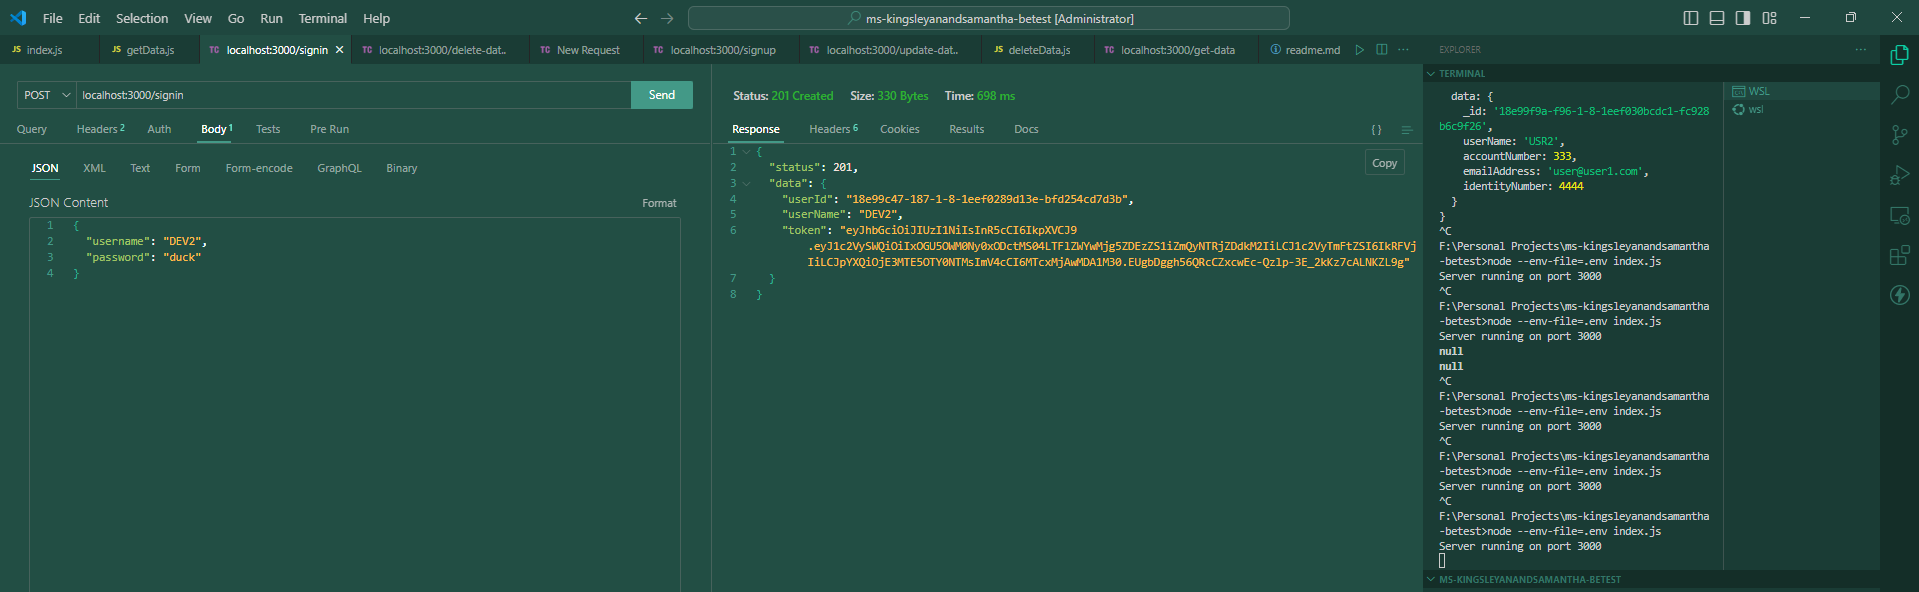 File Edit Selection View Go Run Terminal Help
ms-kingsleyanandsamantha-betest [Administrator]
JS index.js
JS getData.js
TC localhost:3000/signin
TC localhost:3000/delete-dat..
TC New Request
TC localhost:3000/signup
TC localhost:3000/update-dat..
JS deleteData.js
TC localhost:3000/get-data
readme.md
POST
localhost:3000/signin
Send
Query Headers 2 Auth Body 1 Tests Pre Run
JSON XML Text Form Form-encode GraphQL Binary
JSON Content
Format
1 {
2 "username": "DEV2",
3 "password": "duck"
4 }
Status: 201 Created Size: 330 Bytes Time: 698 ms
Response Headers 6 Cookies Results Docs
{ }
Copy
1 {
2 "status": 201,
3 "data": {
4 "userId": "18e99c47-187-1-8-1eef0289d13e-bfd254cd7d3b",
5 "userName": "DEV2",
6 "token": "eyJhbGciOiJIUzI1NiIsInR5cCI6IkpXVCJ9
7 }
8 }
EXPLORER
TERMINAL
data: {
_id: '18e99f9a-f96-1-8-1eef030bcdc1-fc928
b6c9f26',
userName: 'USR2',
accountNumber: 333,
emailAddress: 'user@user1.com',
identityNumber: 4444
}
}
^C
F:\Personal Projects\ms-kingsleyanandsamantha
-betest>node --env-file=.env index.js
Server running on port 3000
^C
F:\Personal Projects\ms-kingsleyanandsamantha
-betest>node --env-file=.env index.js
Server running on port 3000
null
null
^C
F:\Personal Projects\ms-kingsleyanandsamantha
-betest>node --env-file=.env index.js
Server running on port 3000
^C
F:\Personal Projects\ms-kingsleyanandsamantha
-betest>node --env-file=.env index.js
Server running on port 3000
^C
F:\Personal Projects\ms-kingsleyanandsamantha
-betest>node --env-file=.env index.js
Server running on port 3000
WSL
wsl
MS-KINGSLEYANANDSAMANTHA-BETEST